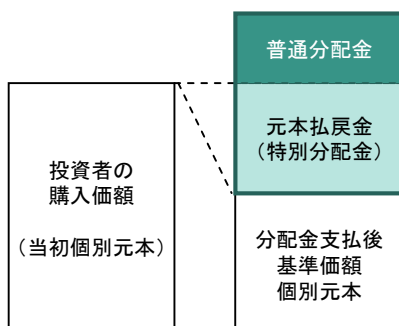 普通分配金
元本払戻金
（特別分配金）
投資者の
購入価額
（当初個別元本）
分配金支払後
基準価額
個別元本